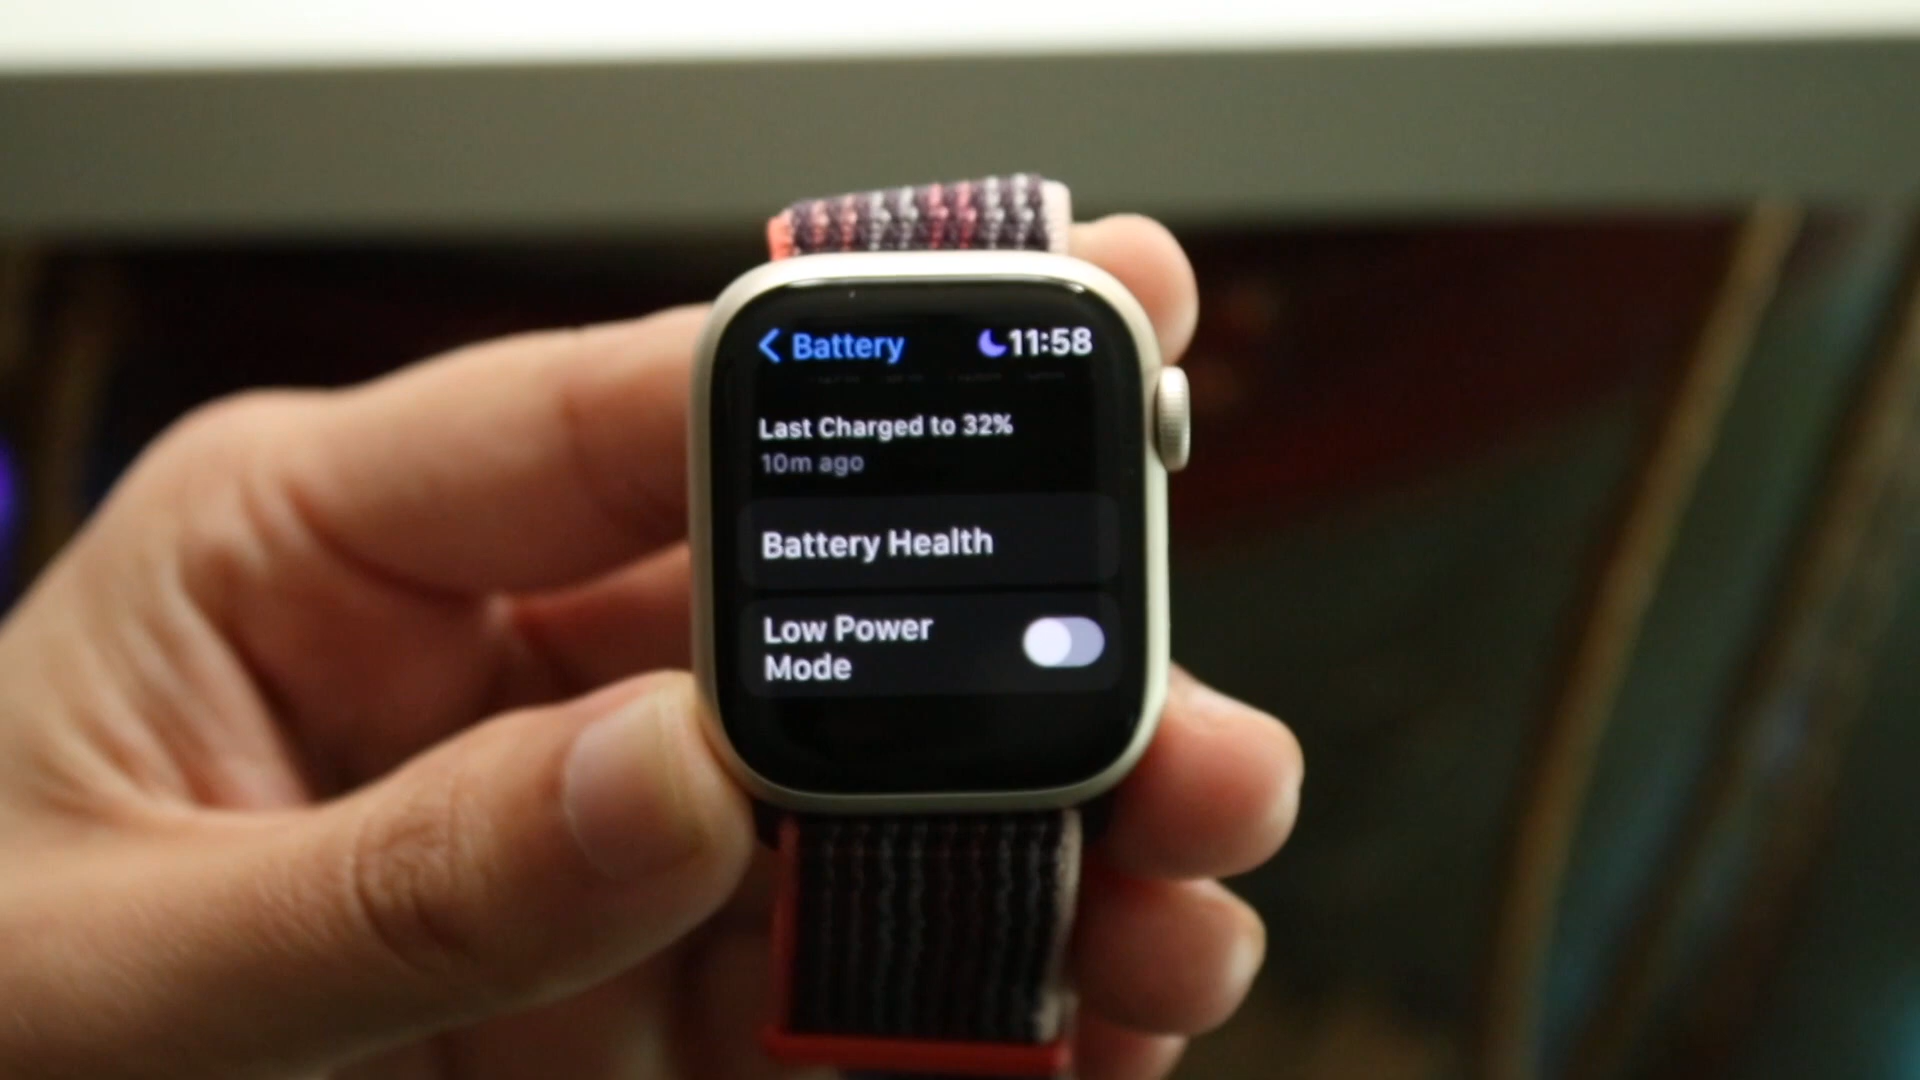 < Battery 11:58
Last Charged to 32%
10m ago
Battery Health
Low Power
Mode